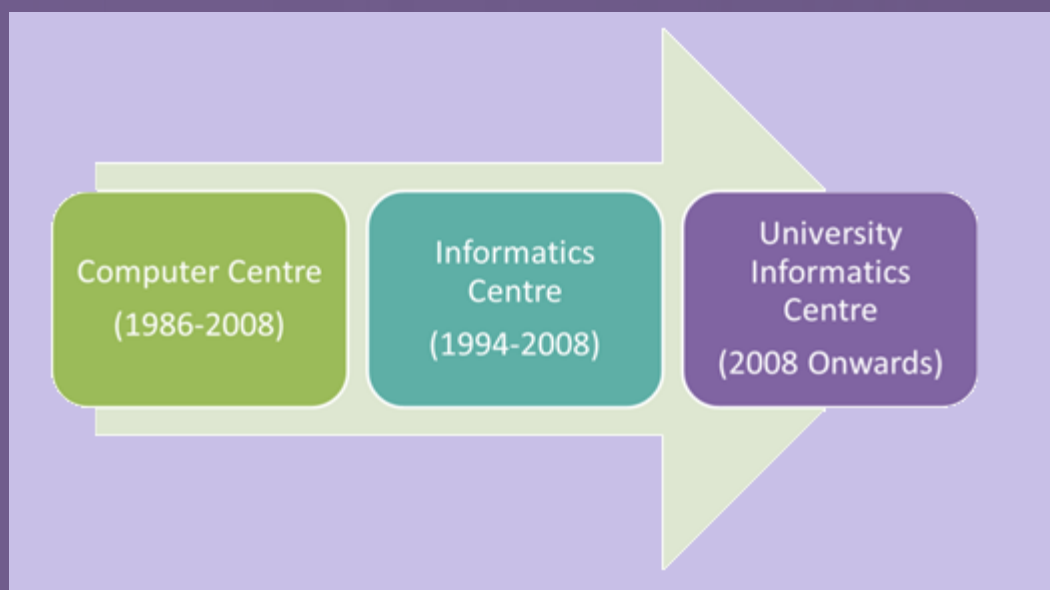 Computer Centre
(1986-2008)
Informatics
Centre
(1994-2008)
University
Informatics
Centre
(2008 Onwards)